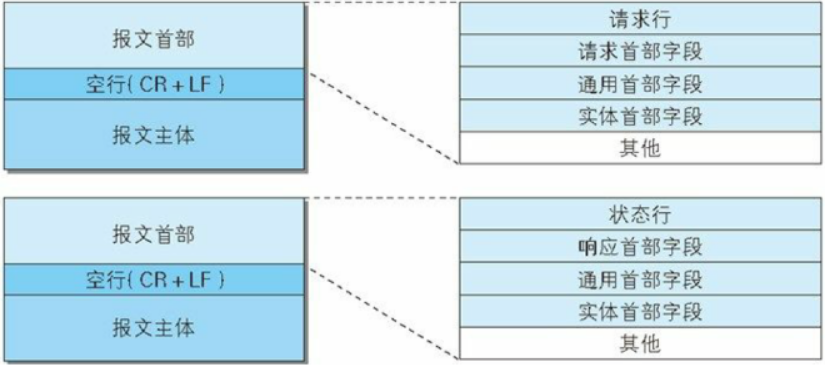 报文首部
空行( CR + LF )
报文主体
请求行
请求首部字段
通用首部字段
实体首部字段
其他
报文首部
空行( CR + LF )
报文主体
状态行
响应首部字段
通用首部字段
实体首部字段
其他